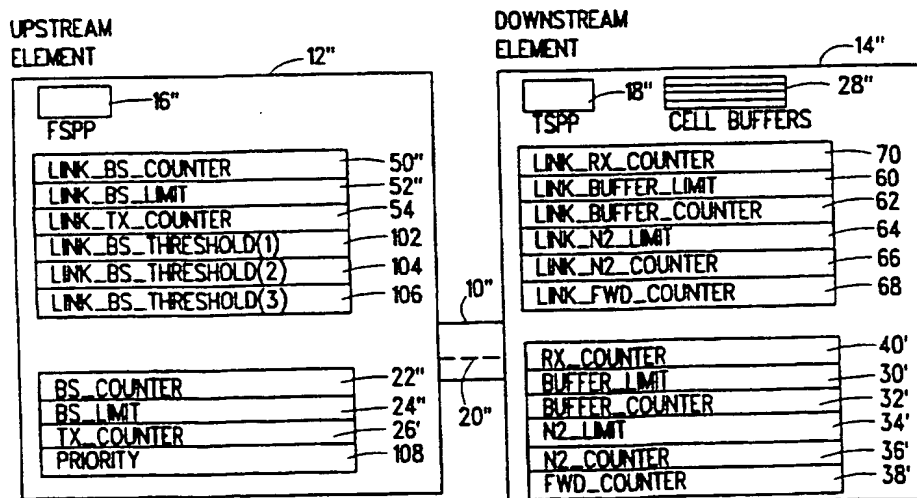 UPSTREAM
ELEMENT
12"
16"
FSPP
LINK_BS_COUNTER 50"
LINK_BS_LIMIT 52"
LINK_TX_COUNTER 54
LINK_BS_THRESHOLD(1) 102
LINK_BS_THRESHOLD(2) 104
LINK_BS_THRESHOLD(3) 106
BS_COUNTER 22"
BS_LIMIT 24"
TX_COUNTER 26'
PRIORITY 108
10"
20"
DOWNSTREAM
ELEMENT
14"
18"
TSPP
28"
CELL BUFFERS
LINK_RX_COUNTER 70
LINK_BUFFER_LIMIT 60
LINK_BUFFER_COUNTER 62
LINK_N2_LIMIT 64
LINK_N2_COUNTER 66
LINK_FWD_COUNTER 68
RX_COUNTER 40'
BUFFER_LIMIT 30'
BUFFER_COUNTER 32'
N2_LIMIT 34'
N2_COUNTER 36'
FWD_COUNTER 38'